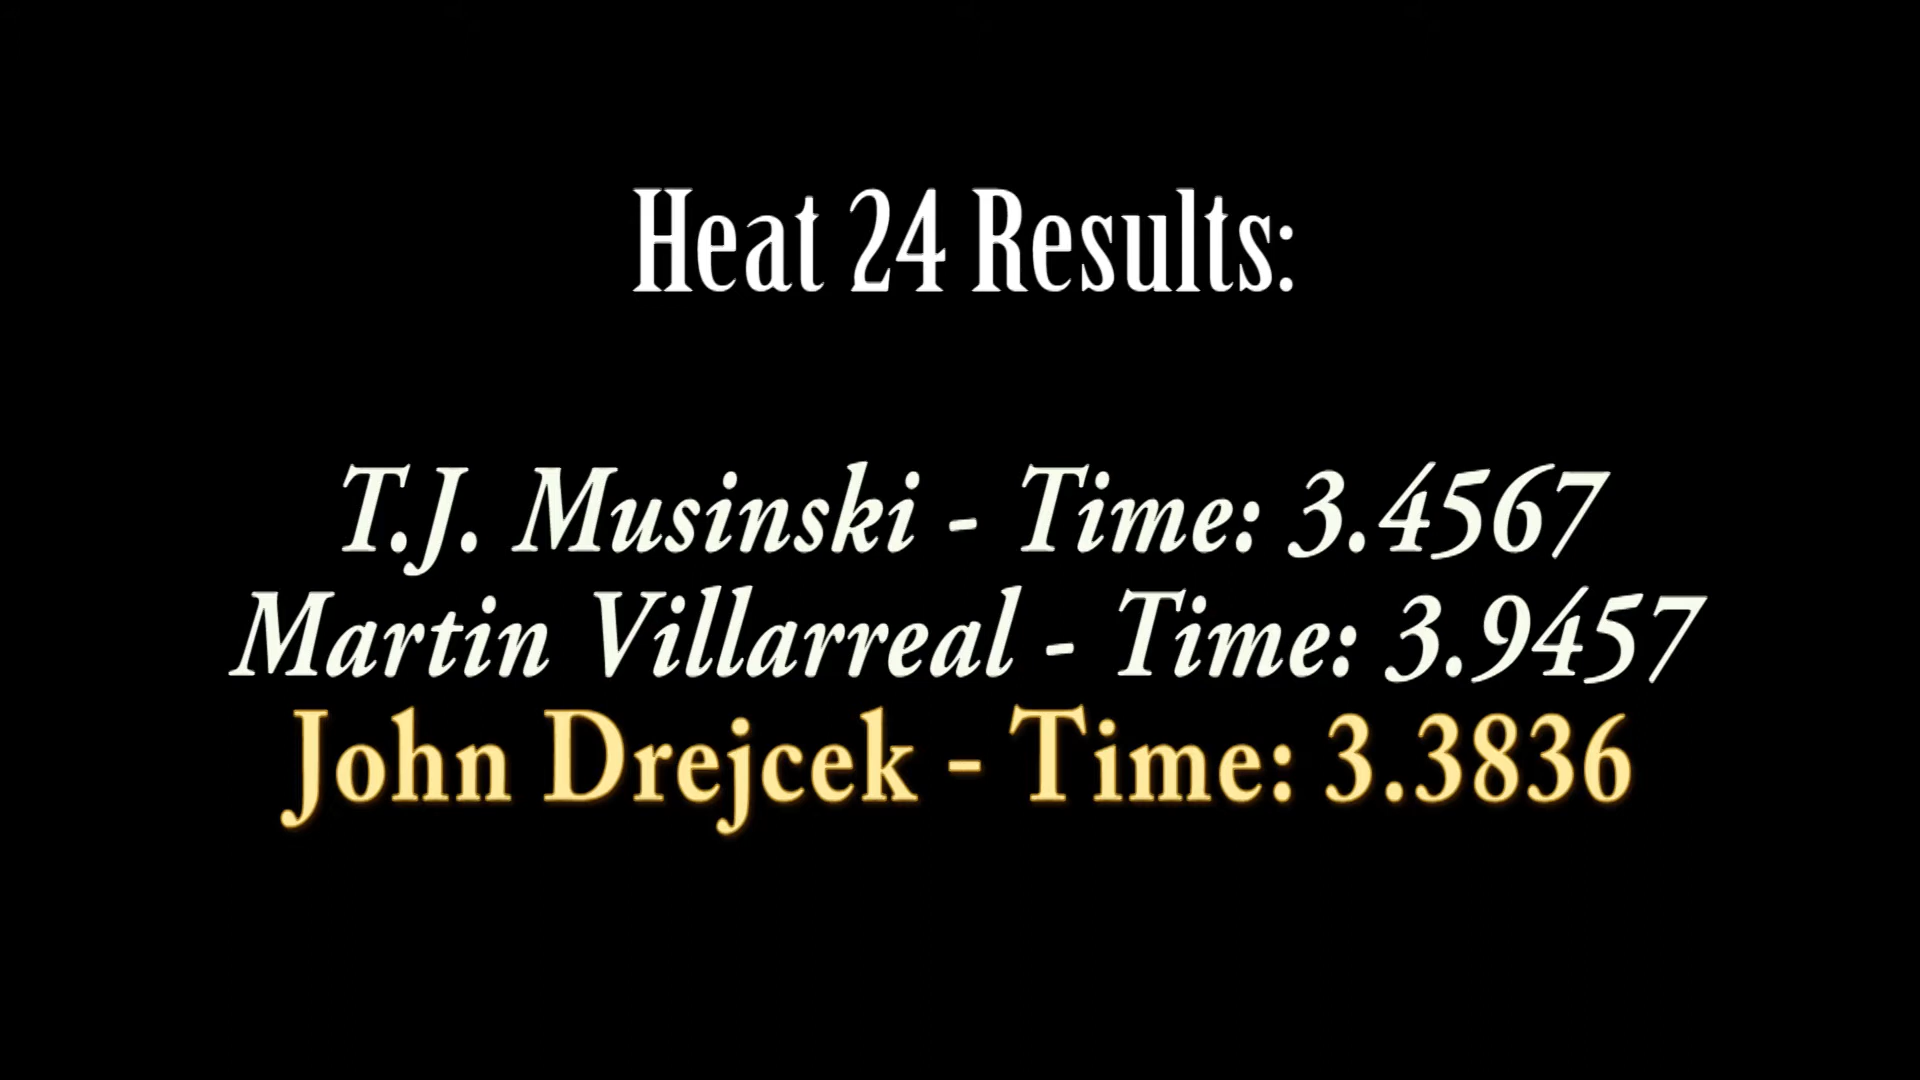 Heat 24 Results:
T.J. Musinski - Time: 3.4567
Martin Villarreal - Time: 3.9457
John Drejcek - Time: 3.3836